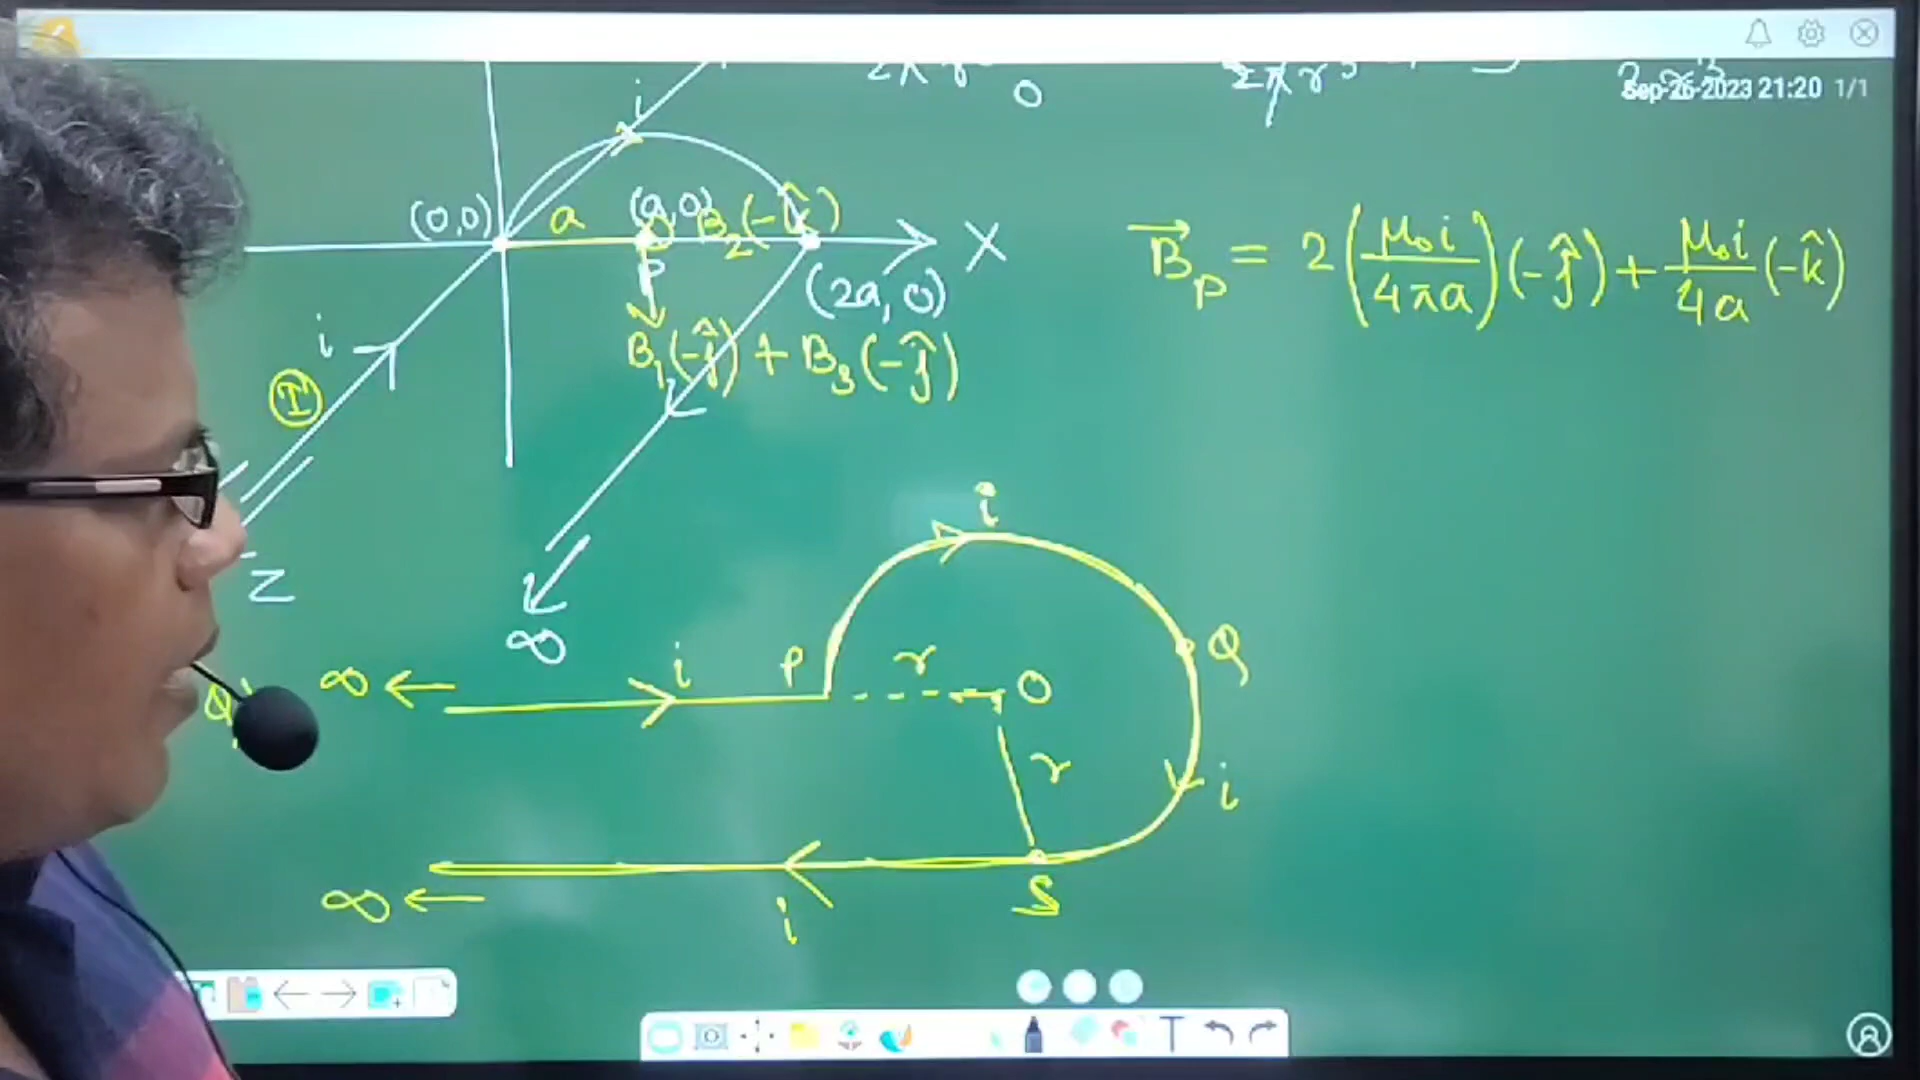 Sep-26-2023 21:20 1/1
0
i
(0,0)
a
(a,0)
B₂(-k̂)
X
P
(2a, 0)
i
B₁(-ĵ) + B₃(-ĵ)
I
B⃗p = 2(μ₀i/4πa)(-ĵ) + μ₀i/4a(-k̂)
Z
∞
i
∞ ←
i
P
r
O
Q
r
i
∞ ←
i
S
T